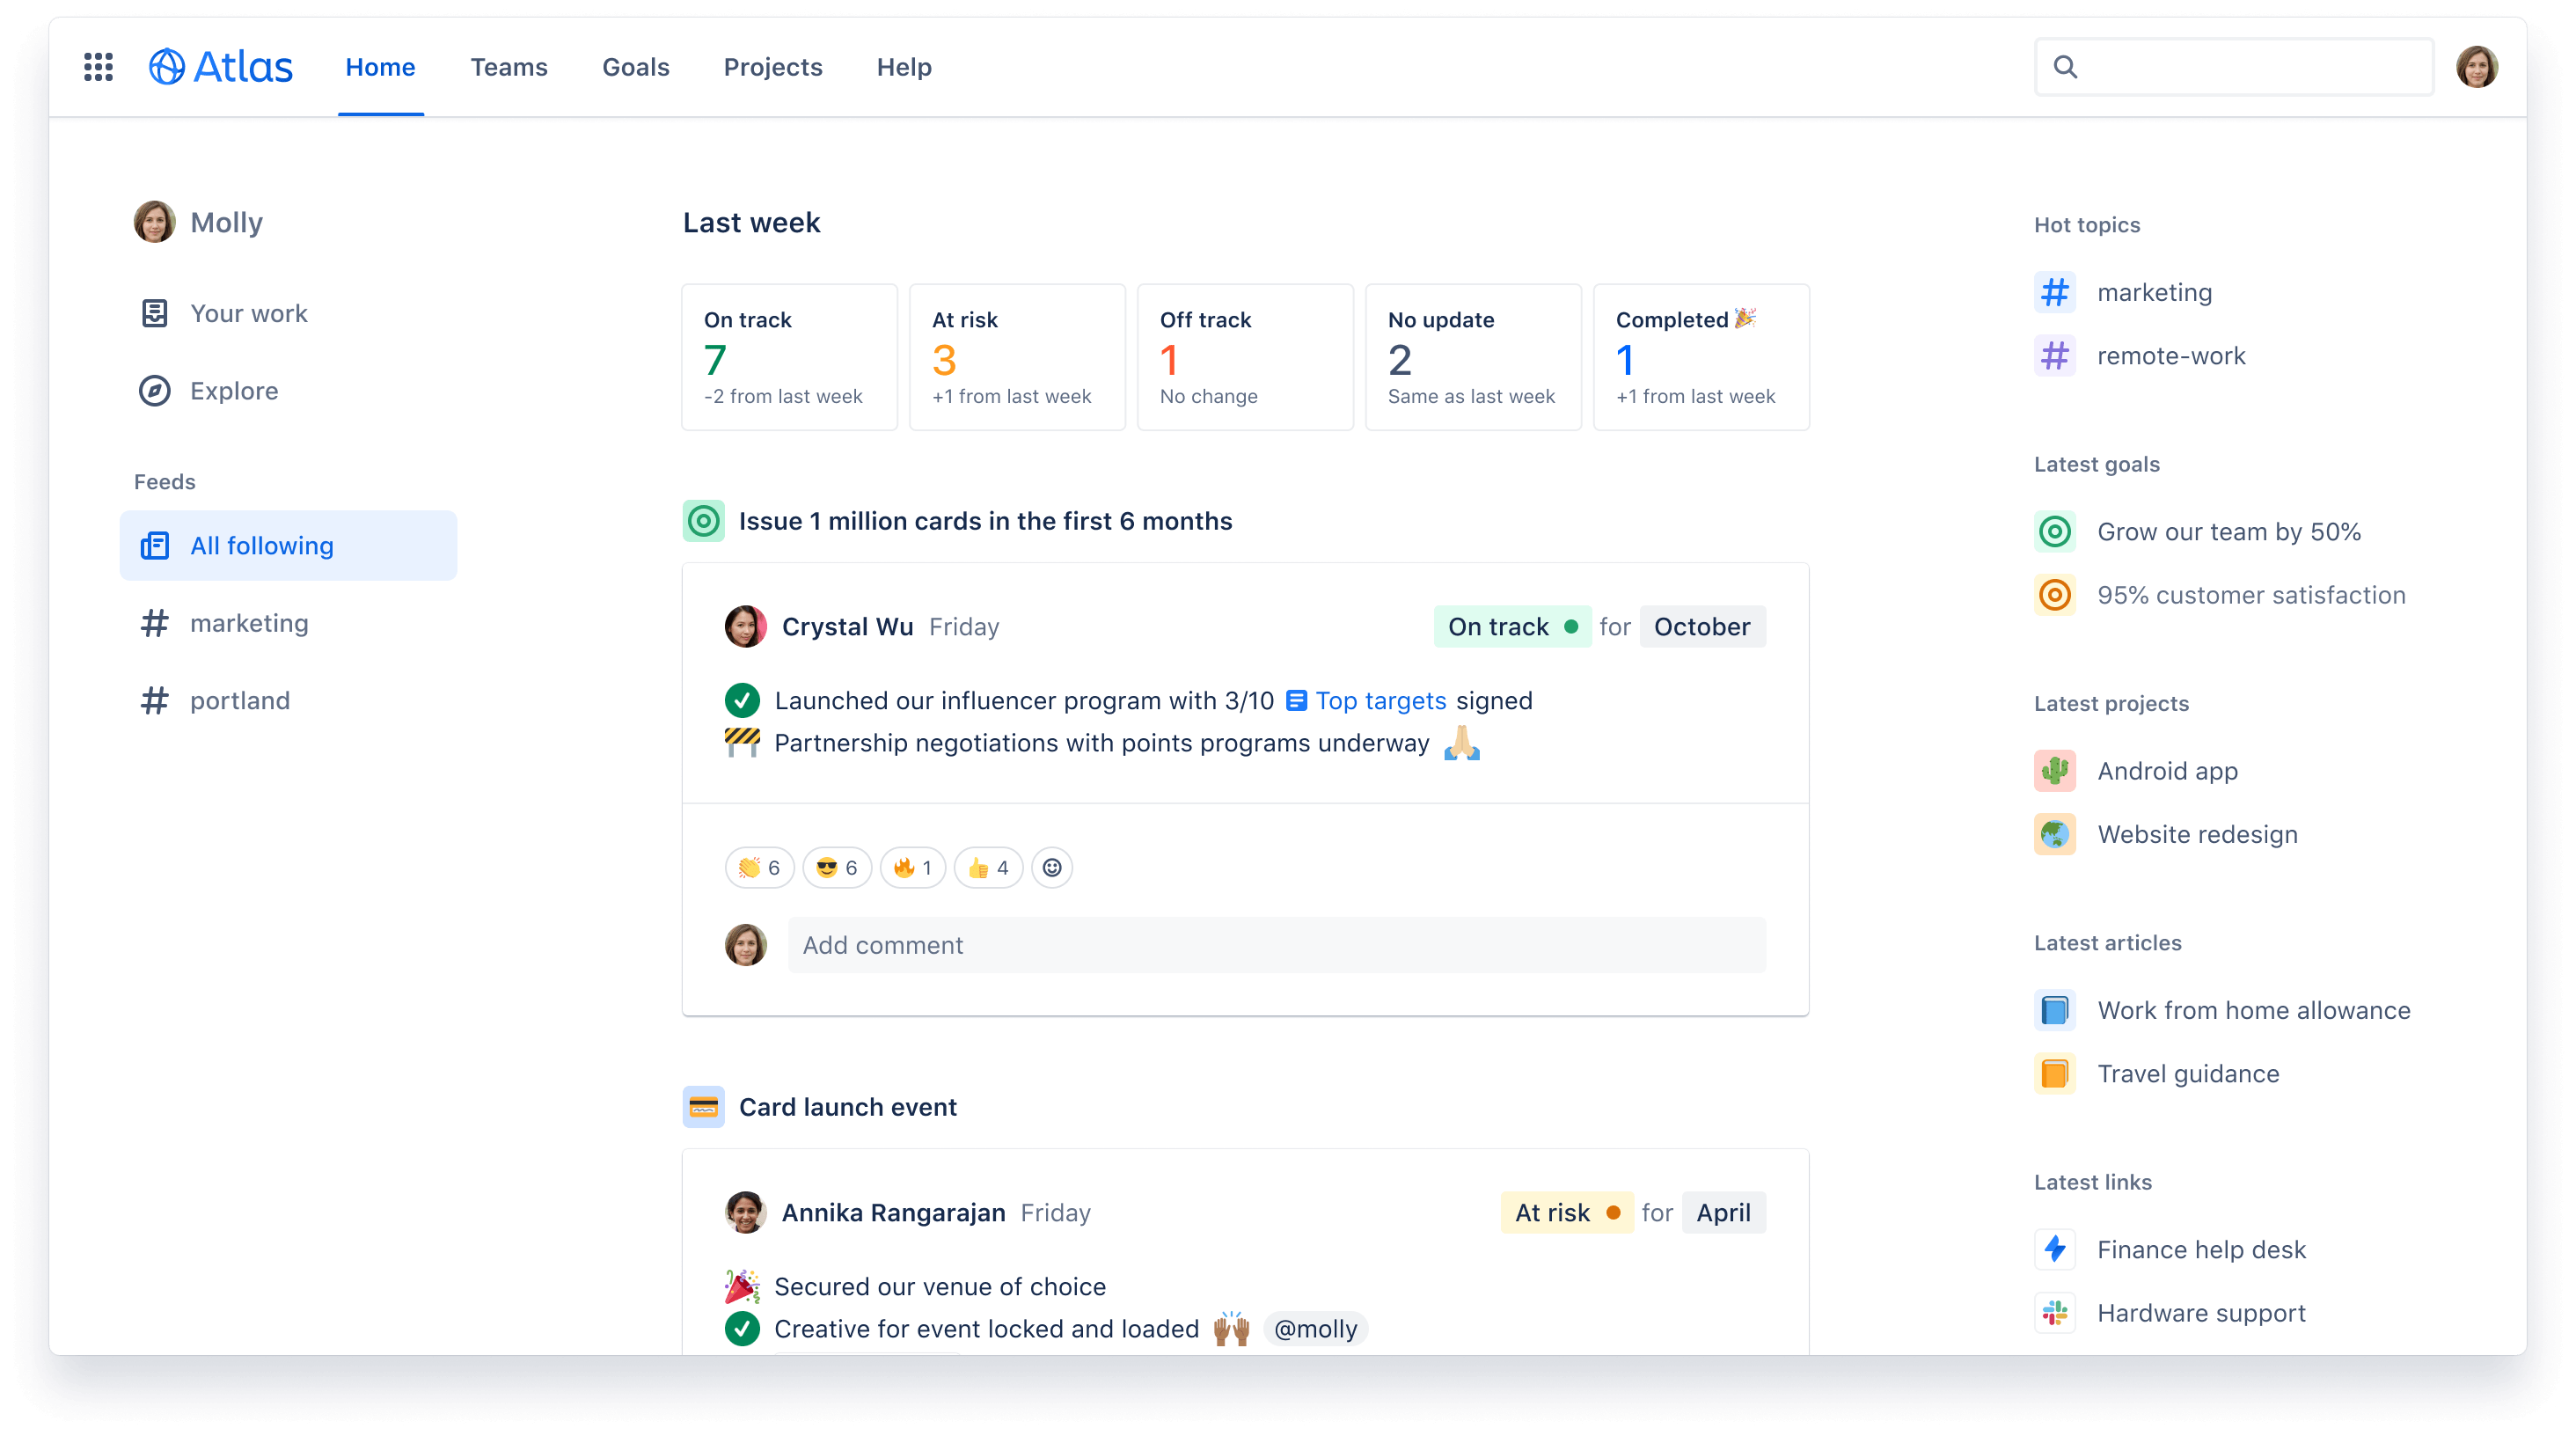 Atlas
Home
Teams
Goals
Projects
Help
Molly
Your work
Explore
Feeds
All following
# marketing
# portland
Last week
On track
7
-2 from last week
At risk
3
+1 from last week
Off track
1
No change
No update
2
Same as last week
Completed 🎉
1
+1 from last week
Issue 1 million cards in the first 6 months
Crystal Wu Friday
On track for October
Launched our influencer program with 3/10 Top targets signed
Partnership negotiations with points programs underway 🙏🏼
👏 6 😎 6 🔥 1 👍 4
Add comment
Card launch event
Annika Rangarajan Friday
At risk for April
🎉 Secured our venue of choice
Creative for event locked and loaded 🙌🏽 @molly
Hot topics
# marketing
# remote-work
Latest goals
Grow our team by 50%
95% customer satisfaction
Latest projects
Android app
Website redesign
Latest articles
Work from home allowance
Travel guidance
Latest links
Finance help desk
Hardware support